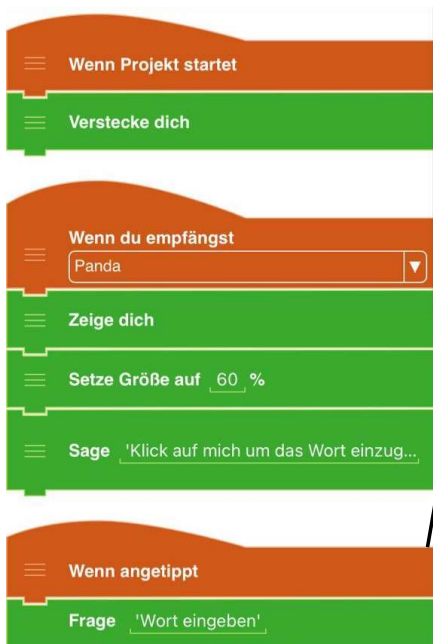 Wenn Projekt startet
Verstecke dich
Wenn du empfängst
Panda
Zeige dich
Setze Größe auf 60 %
Sage 'Klick auf mich um das Wort einzug...
Wenn angetippt
Frage 'Wort eingeben'